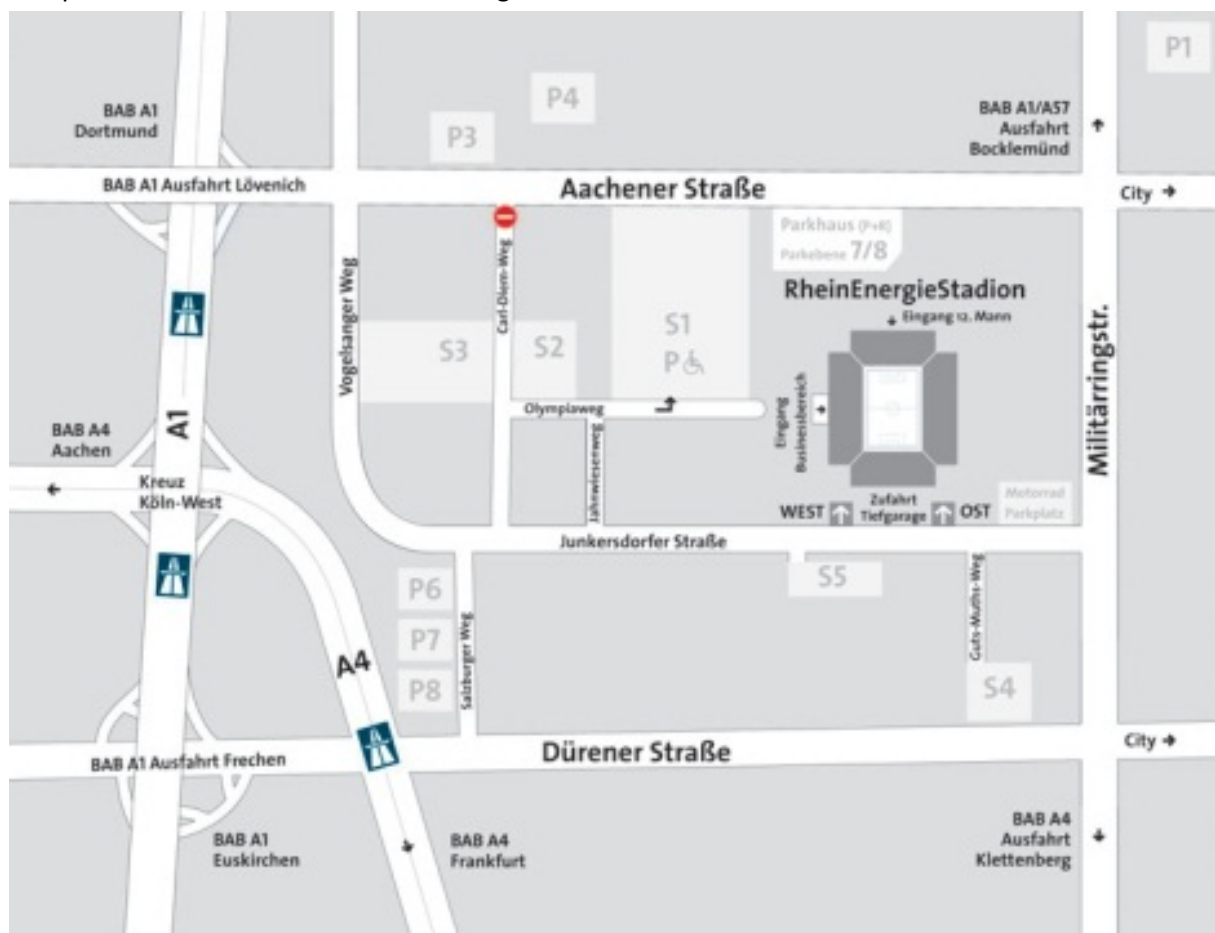 P1
BAB A1
Dortmund
P4
P3
BAB A1/A57
Ausfahrt
Bocklemünd
BAB A1 Ausfahrt Lövenich
Aachener Straße
City
Vogelsanger Weg
Carl-Diem-Weg
Parkhaus (P+R)
Parkebene 7/8
RheinEnergieStadion
Eingang 12. Mann
S3
S2
S1
P
Militärringstr.
A1
BAB A4
Aachen
Olympiaweg
Eingang
Businessbereich
Kreuz
Köln-West
Jahnwiesenweg
WEST
Zufahrt
Tiefgarage
OST
Motorrad
Parkplatz
Junkersdorfer Straße
P6
P7
P8
Salzburger Weg
S5
Guts-Muths-Weg
S4
A4
BAB A1 Ausfahrt Frechen
Dürener Straße
City
BAB A1
Euskirchen
BAB A4
Frankfurt
BAB A4
Ausfahrt
Klettenberg